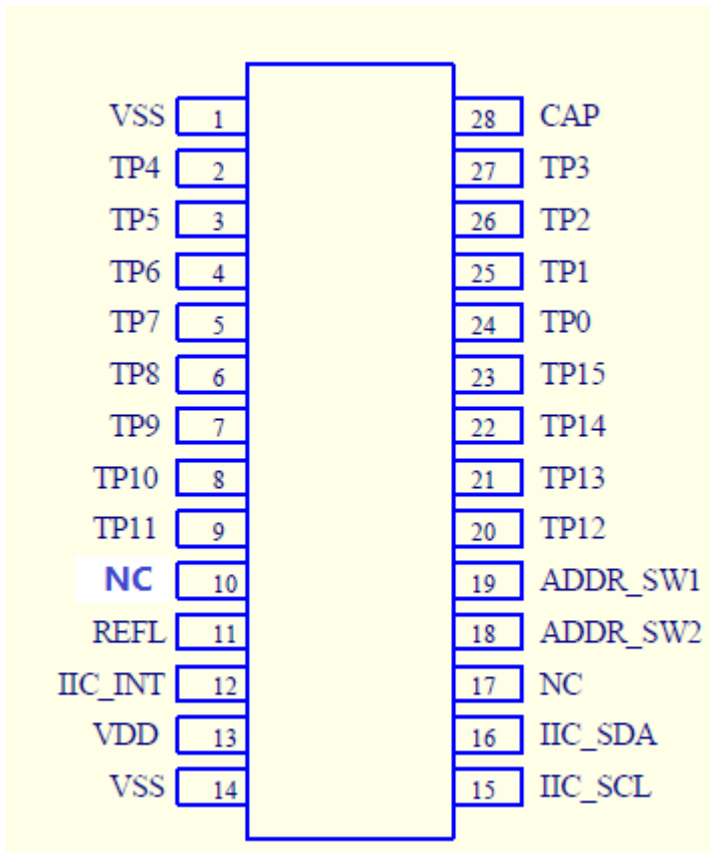 VSS 1 28 CAP
TP4 2 27 TP3
TP5 3 26 TP2
TP6 4 25 TP1
TP7 5 24 TP0
TP8 6 23 TP15
TP9 7 22 TP14
TP10 8 21 TP13
TP11 9 20 TP12
NC 10 19 ADDR_SW1
REFL 11 18 ADDR_SW2
IIC_INT 12 17 NC
VDD 13 16 IIC_SDA
VSS 14 15 IIC_SCL